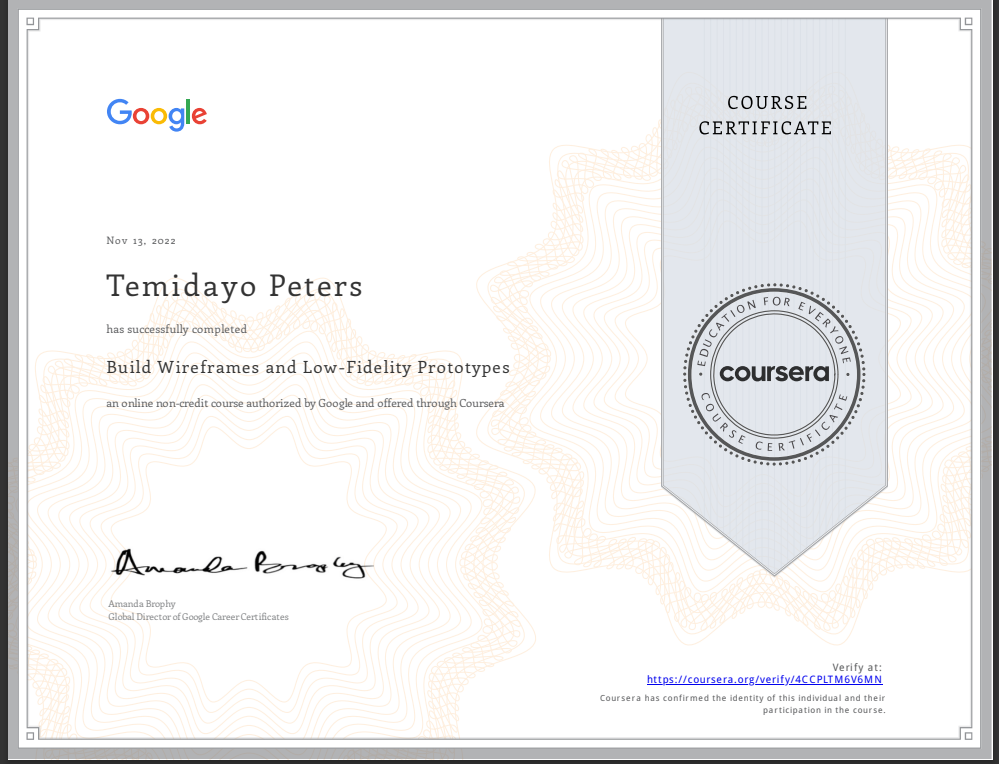 Google
COURSE
CERTIFICATE
Nov 13, 2022
Temidayo Peters
has successfully completed
Build Wireframes and Low-Fidelity Prototypes
an online non-credit course authorized by Google and offered through Coursera
EDUCATION FOR EVERYONE
coursera
COURSE CERTIFICATE
Amanda Brophy
Amanda Brophy
Global Director of Google Career Certificates
Verify at:
https://coursera.org/verify/4CCPLTM6V6MN
Coursera has confirmed the identity of this individual and their
participation in the course.